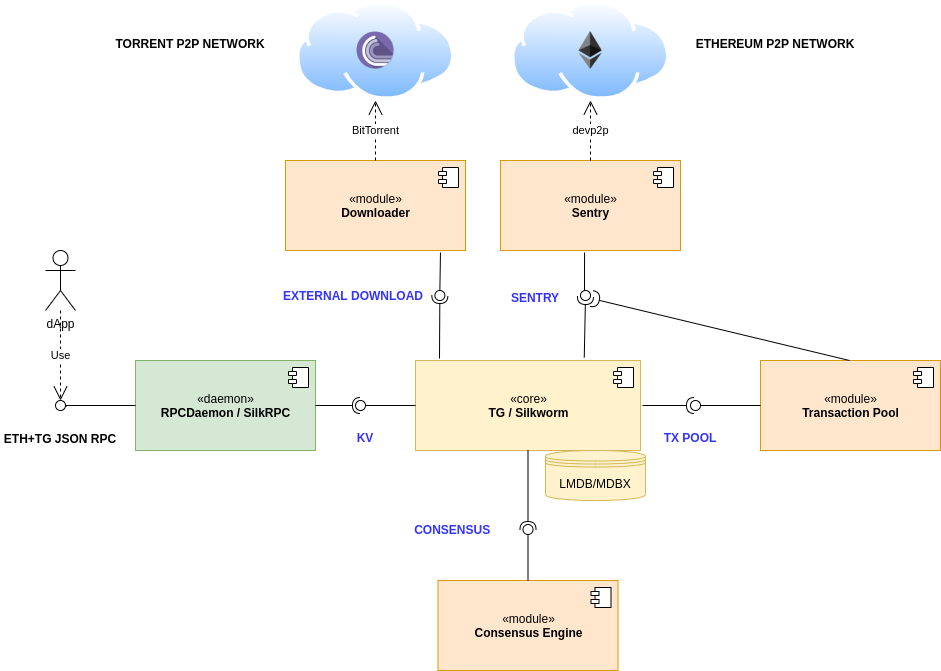 TORRENT P2P NETWORK
ETHEREUM P2P NETWORK
BitTorrent
devp2p
«module»
Downloader
«module»
Sentry
EXTERNAL DOWNLOAD
SENTRY
dApp
Use
ETH+TG JSON RPC
«daemon»
RPCDaemon / SilkRPC
KV
«core»
TG / Silkworm
TX POOL
«module»
Transaction Pool
LMDB/MDBX
CONSENSUS
«module»
Consensus Engine